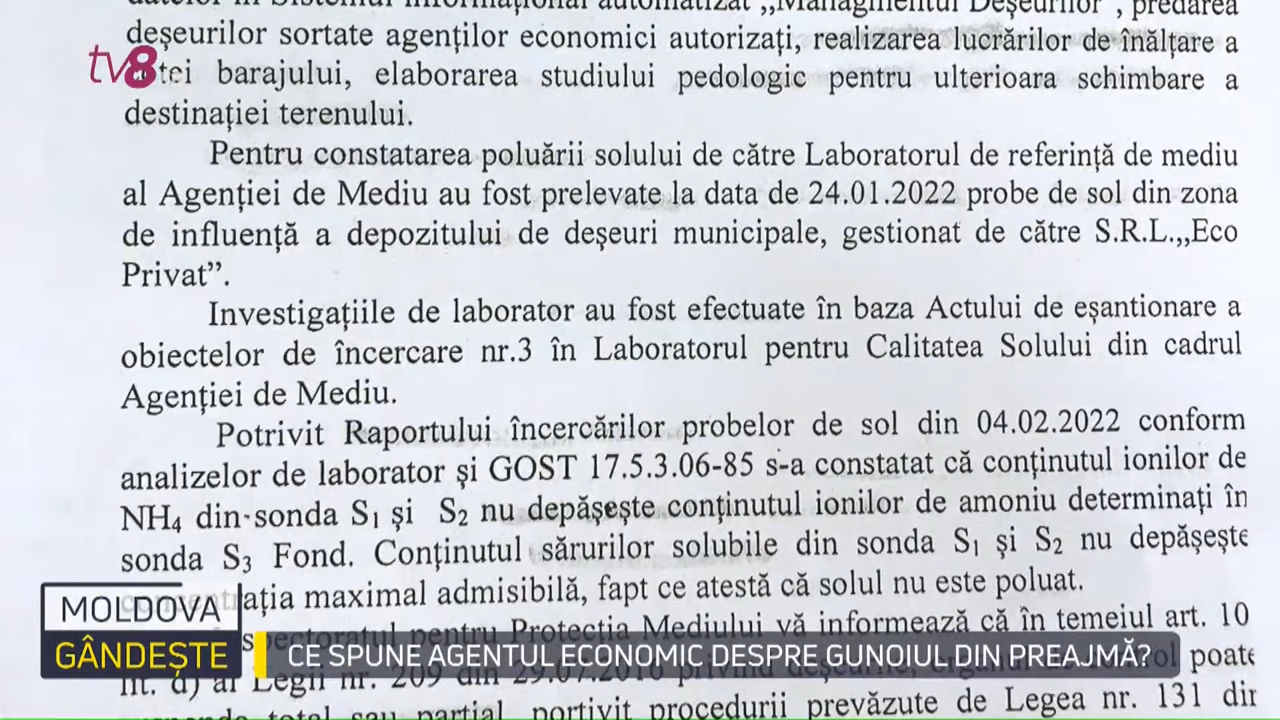 datelor în Sistemul informațional automatizat „Managmentul Deșeurilor”, predarea
deșeurilor sortate agenților economici autorizați, realizarea lucrărilor de înălțare a
tv8
tei barajului, elaborarea studiului pedologic pentru ulterioara schimbare a
destinației terenului.
Pentru constatarea poluării solului de către Laboratorul de referință de mediu
al Agenției de Mediu au fost prelevate la data de 24.01.2022 probe de sol din zona
de influență a depozitului de deșeuri municipale, gestionat de către S.R.L.„Eco
Privat”.
Investigațiile de laborator au fost efectuate în baza Actului de eșantionare a
obiectelor de încercare nr.3 în Laboratorul pentru Calitatea Solului din cadrul
Agenției de Mediu.
Potrivit Raportului încercărilor probelor de sol din 04.02.2022 conform
analizelor de laborator și GOST 17.5.3.06-85 s-a constatat că conținutul ionilor de
NH4 din sonda S1 și S2 nu depășește conținutul ionilor de amoniu determinați în
sonda S3 Fond. Conținutul sărurilor solubile din sonda S1 și S2 nu depășește
ația maximal admisibilă, fapt ce atestă că solul nu este poluat.
MOLDOVA
spectoratul pentru Protecția Mediului vă informează că în temeiul art. 10
GÂNDEȘTE
CE SPUNE AGENTUL ECONOMIC DESPRE GUNOIUL DIN PREAJMĂ?
poate
lit. d) al Legii nr. 209 din 29.07.2016 privind deșeurile,
total sau parțial, portivit procedurii prevăzute de Legea nr. 131 din